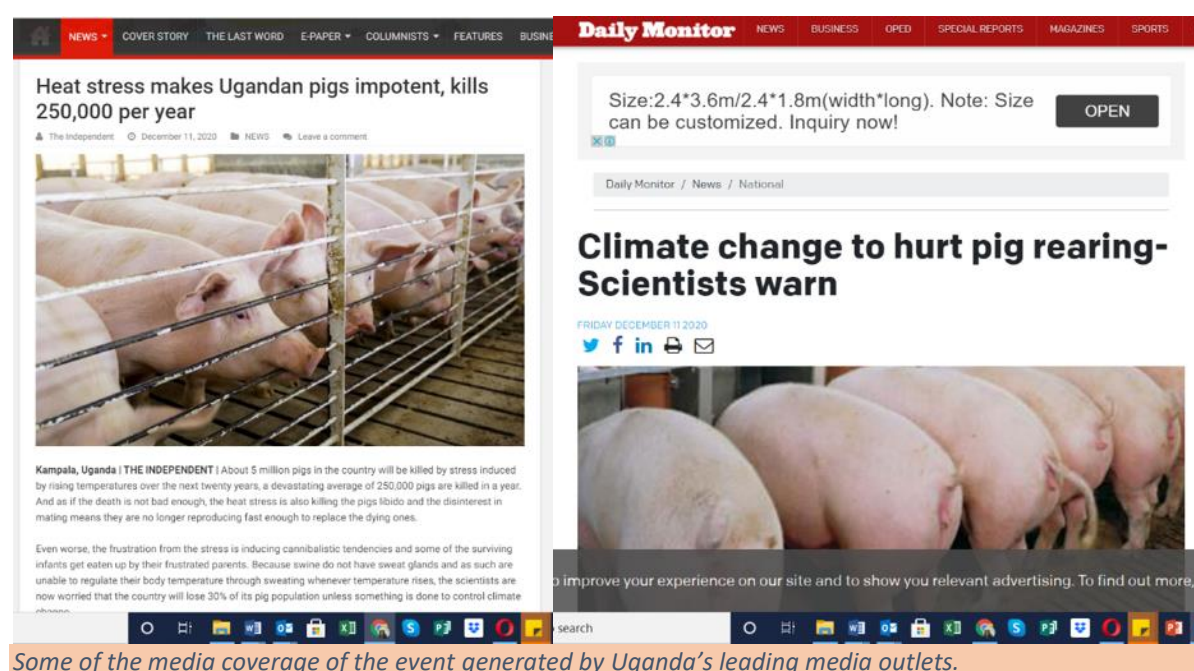 NEWS COVER STORY THE LAST WORD E-PAPER COLUMNISTS FEATURES BUSINE
Heat stress makes Ugandan pigs impotent, kills
250,000 per year
The Independent December 11, 2020 NEWS Leave a comment
Kampala, Uganda | THE INDEPENDENT | About 5 million pigs in the country will be killed by stress induced
by rising temperatures over the next twenty years, a devastating average of 250,000 pigs are killed in a year.
And as if the death is not bad enough, the heat stress is also killing the pigs libido and the disinterest in
mating means they are no longer reproducing fast enough to replace the dying ones.
Even worse, the frustration from the stress is inducing cannibalistic tendencies and some of the surviving
infants get eaten up by their frustrated parents. Because swine do not have sweat glands and as such are
unable to regulate their body temperature through sweating whenever temperature rises, the scientists are
now worried that the country will lose 30% of its pig population unless something is done to control climate
change
Daily Monitor NEWS BUSINESS OPED SPECIAL REPORTS MAGAZINES SPORTS
Size:2.4*3.6m/2.4*1.8m(width*long). Note: Size
can be customized. Inquiry now!
OPEN
Daily Monitor / News / National
Climate change to hurt pig rearing-
Scientists warn
FRIDAY DECEMBER 11 2020
o improve your experience on our site and to show you relevant advertising. To find out more,
search
Some of the media coverage of the event generated by Uganda's leading media outlets.